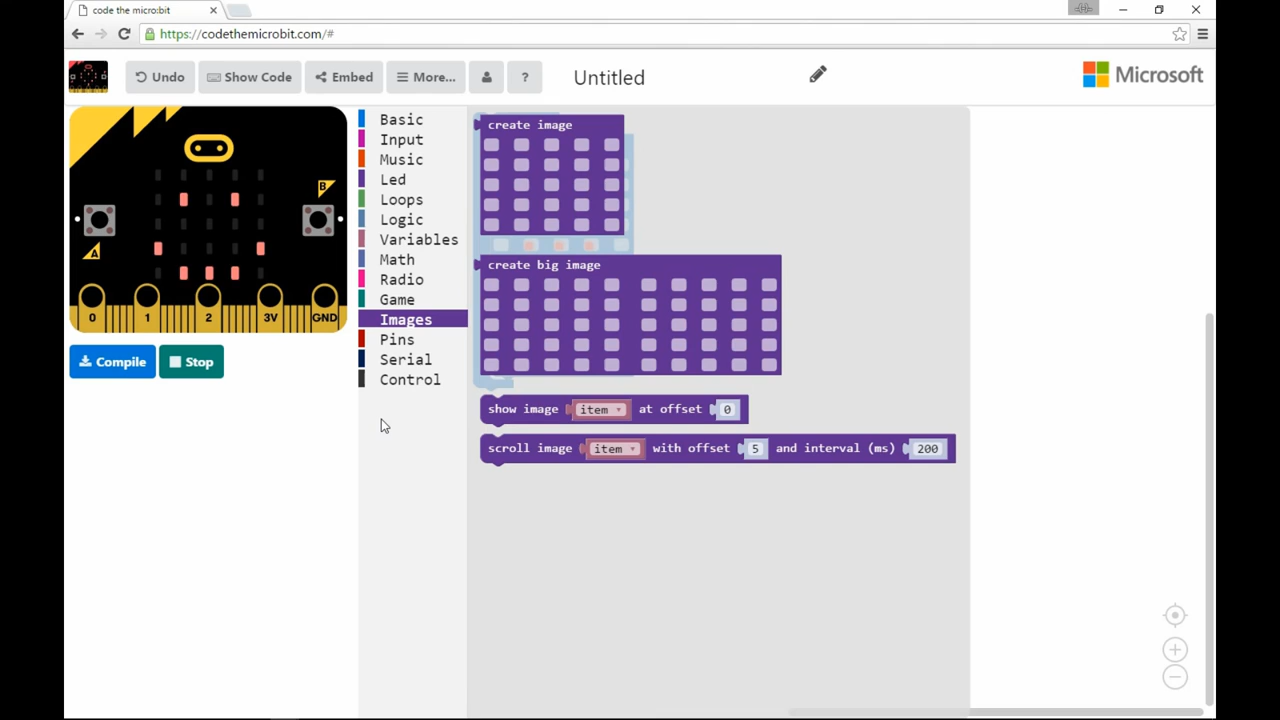 code the micro:bit
https://codethemicrobit.com/#
Undo
Show Code
Embed
More...
?
Untitled
Microsoft
A
B
0
1
2
3V
GND
Compile
Stop
Basic
Input
Music
Led
Loops
Logic
Variables
Math
Radio
Game
Images
Pins
Serial
Control
create image
create big image
show image item at offset 0
scroll image item with offset 5 and interval (ms) 200